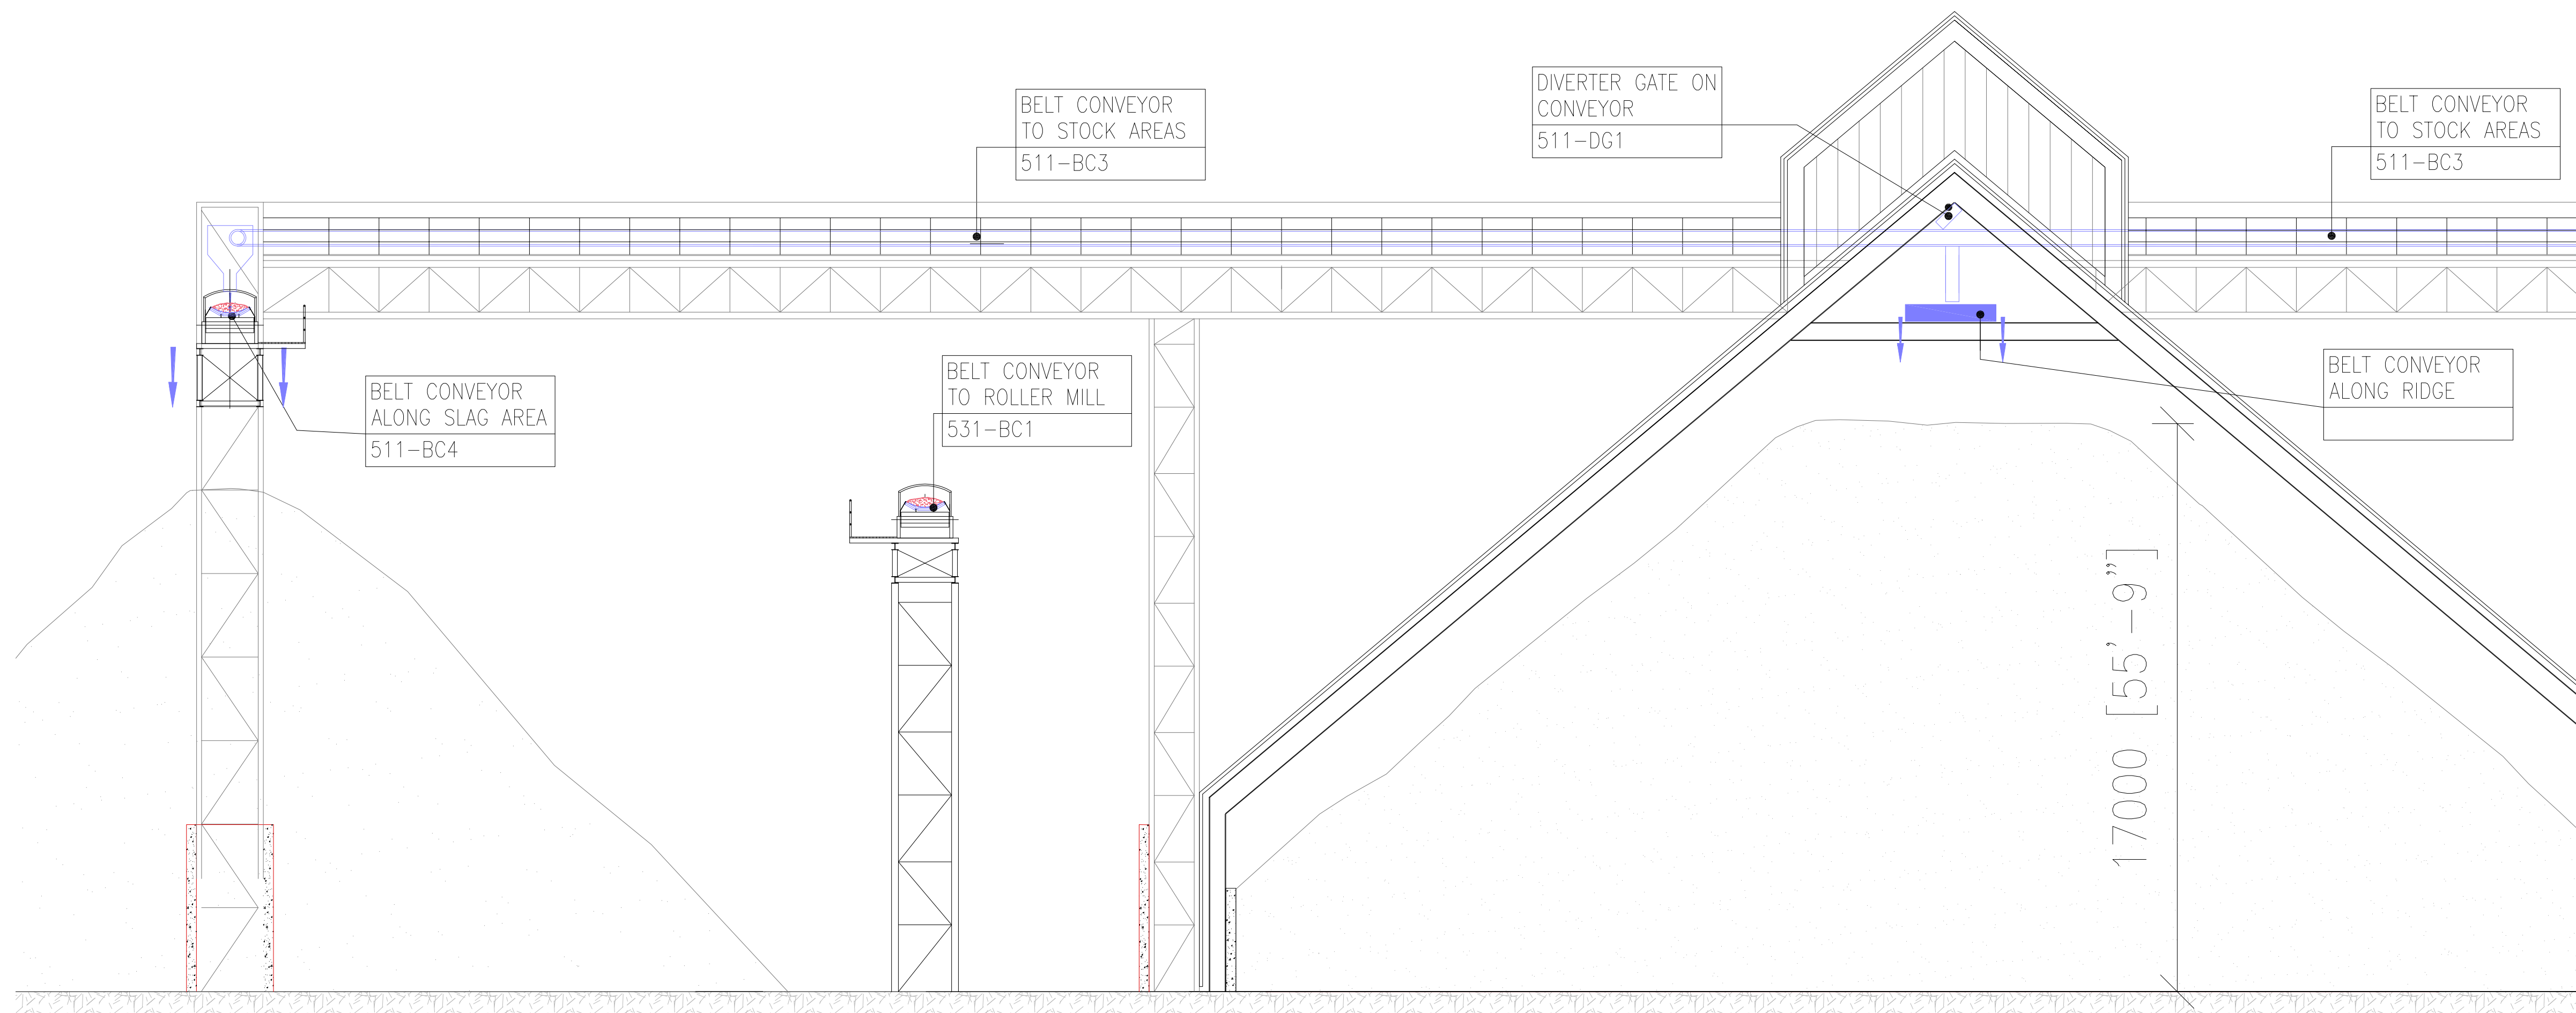 BELT CONVEYOR
TO STOCK AREAS
511-BC3
DIVERTER GATE ON
CONVEYOR
511-DG1
BELT CONVEYOR
TO STOCK AREAS
511-BC3
BELT CONVEYOR
ALONG SLAG AREA
511-BC4
BELT CONVEYOR
TO ROLLER MILL
531-BC1
BELT CONVEYOR
ALONG RIDGE
17000 [55'-9"]